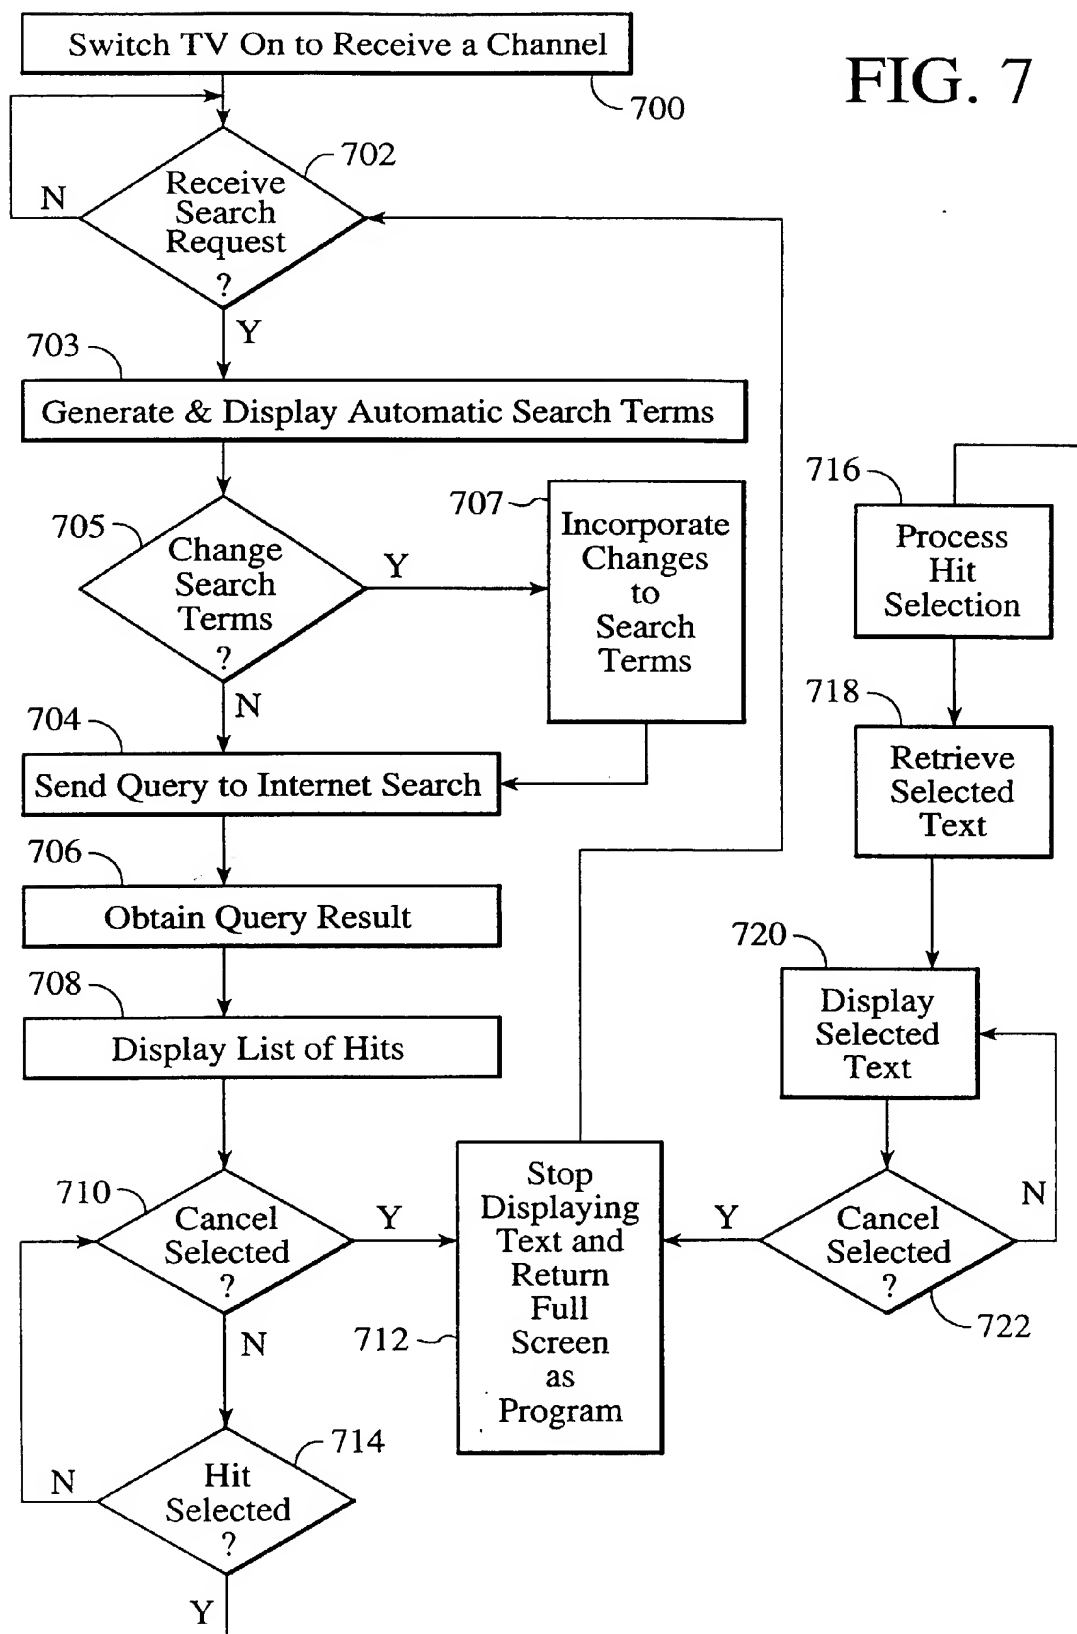 Switch TV On to Receive a Channel
700
FIG. 7
702
Receive
Search
Request
?
N
Y
703
Generate & Display Automatic Search Terms
705
Change
Search
Terms
?
Y
N
707
Incorporate
Changes
to
Search
Terms
704
Send Query to Internet Search
706
Obtain Query Result
708
Display List of Hits
710
Cancel
Selected
?
Y
N
714
Hit
Selected
?
N
Y
712
Stop
Displaying
Text and
Return
Full
Screen
as
Program
716
Process
Hit
Selection
718
Retrieve
Selected
Text
720
Display
Selected
Text
722
Cancel
Selected
?
Y
N